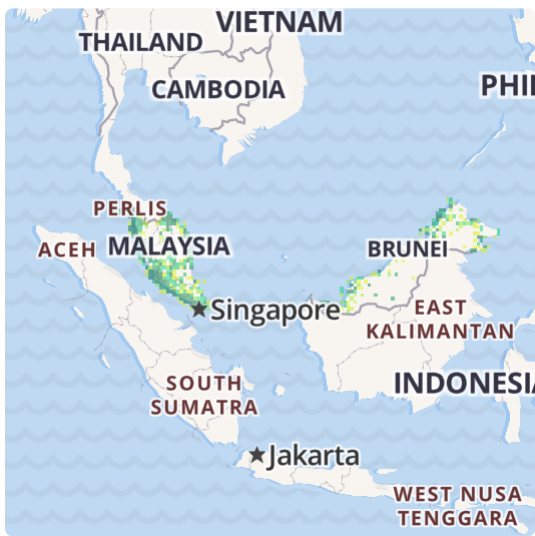 VIETNAM
THAILAND
CAMBODIA
PHI
PERLIS
ACEH
MALAYSIA
BRUNEI
Singapore
EAST
KALIMANTAN
SOUTH
SUMATRA
INDONESIA
Jakarta
WEST NUSA
TENGGARA